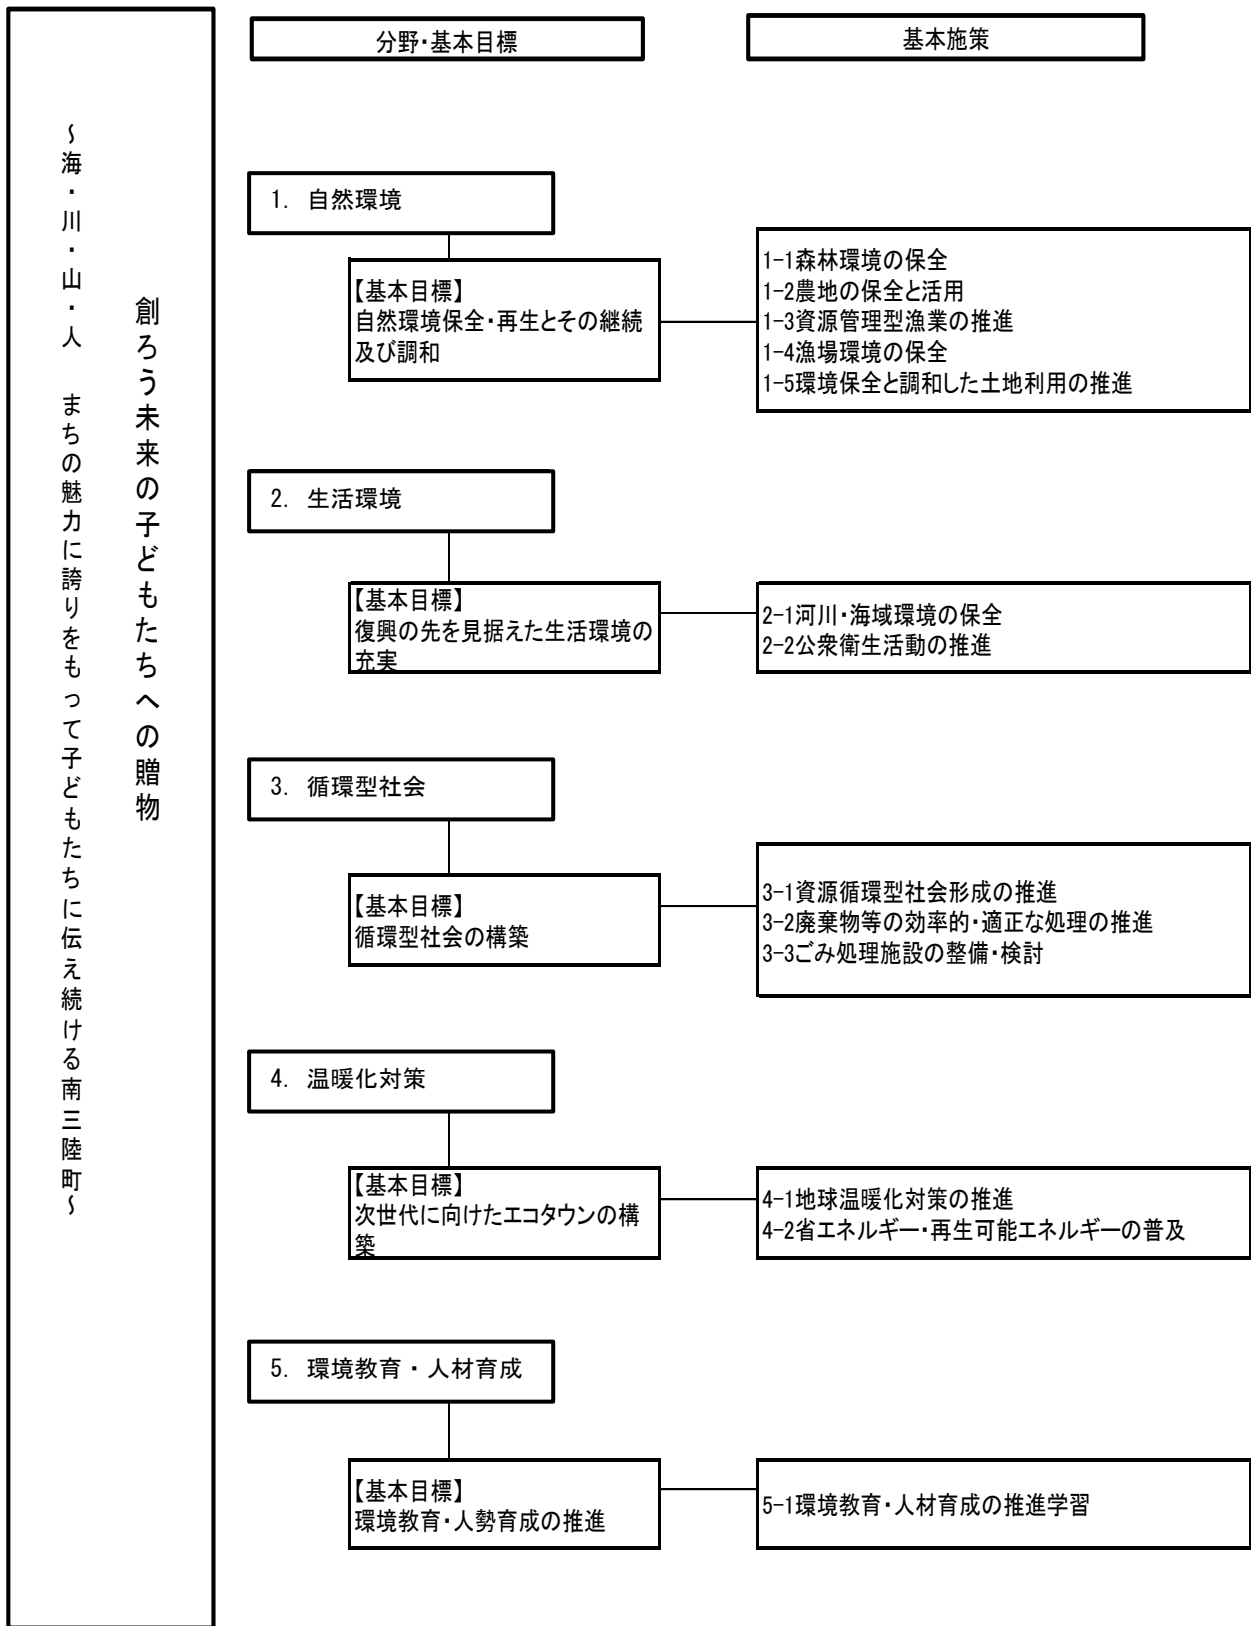 創ろう未来の子どもたちへの贈物
～海・川・山・人　まちの魅力に誇りをもって子どもたちに伝え続ける南三陸町～
分野・基本目標
基本施策
1. 自然環境
【基本目標】
自然環境保全・再生とその継続
及び調和
1-1森林環境の保全
1-2農地の保全と活用
1-3資源管理型漁業の推進
1-4漁場環境の保全
1-5環境保全と調和した土地利用の推進
2. 生活環境
【基本目標】
復興の先を見据えた生活環境の
充実
2-1河川・海域環境の保全
2-2公衆衛生活動の推進
3. 循環型社会
【基本目標】
循環型社会の構築
3-1資源循環型社会形成の推進
3-2廃棄物等の効率的・適正な処理の推進
3-3ごみ処理施設の整備・検討
4. 温暖化対策
【基本目標】
次世代に向けたエコタウンの構
築
4-1地球温暖化対策の推進
4-2省エネルギー・再生可能エネルギーの普及
5. 環境教育・人材育成
【基本目標】
環境教育・人勢育成の推進
5-1環境教育・人材育成の推進学習